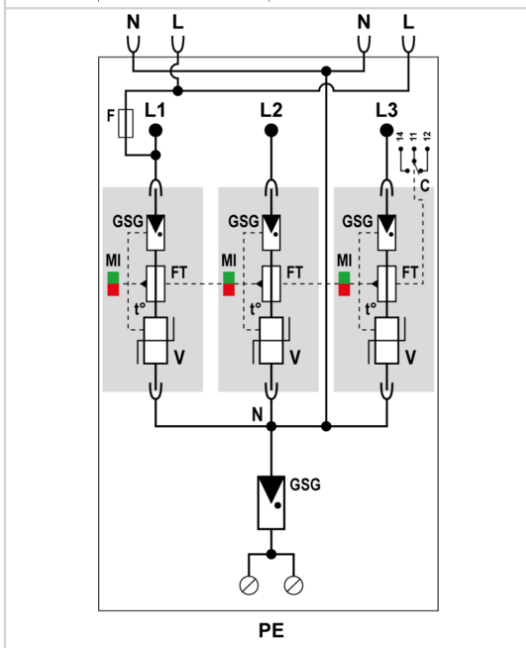 N L N L
F L1 L2 L3 14 11 12
C
GSG GSG GSG
MI FT MI FT MI FT
t° t° t°
V V V
N
GSG
PE